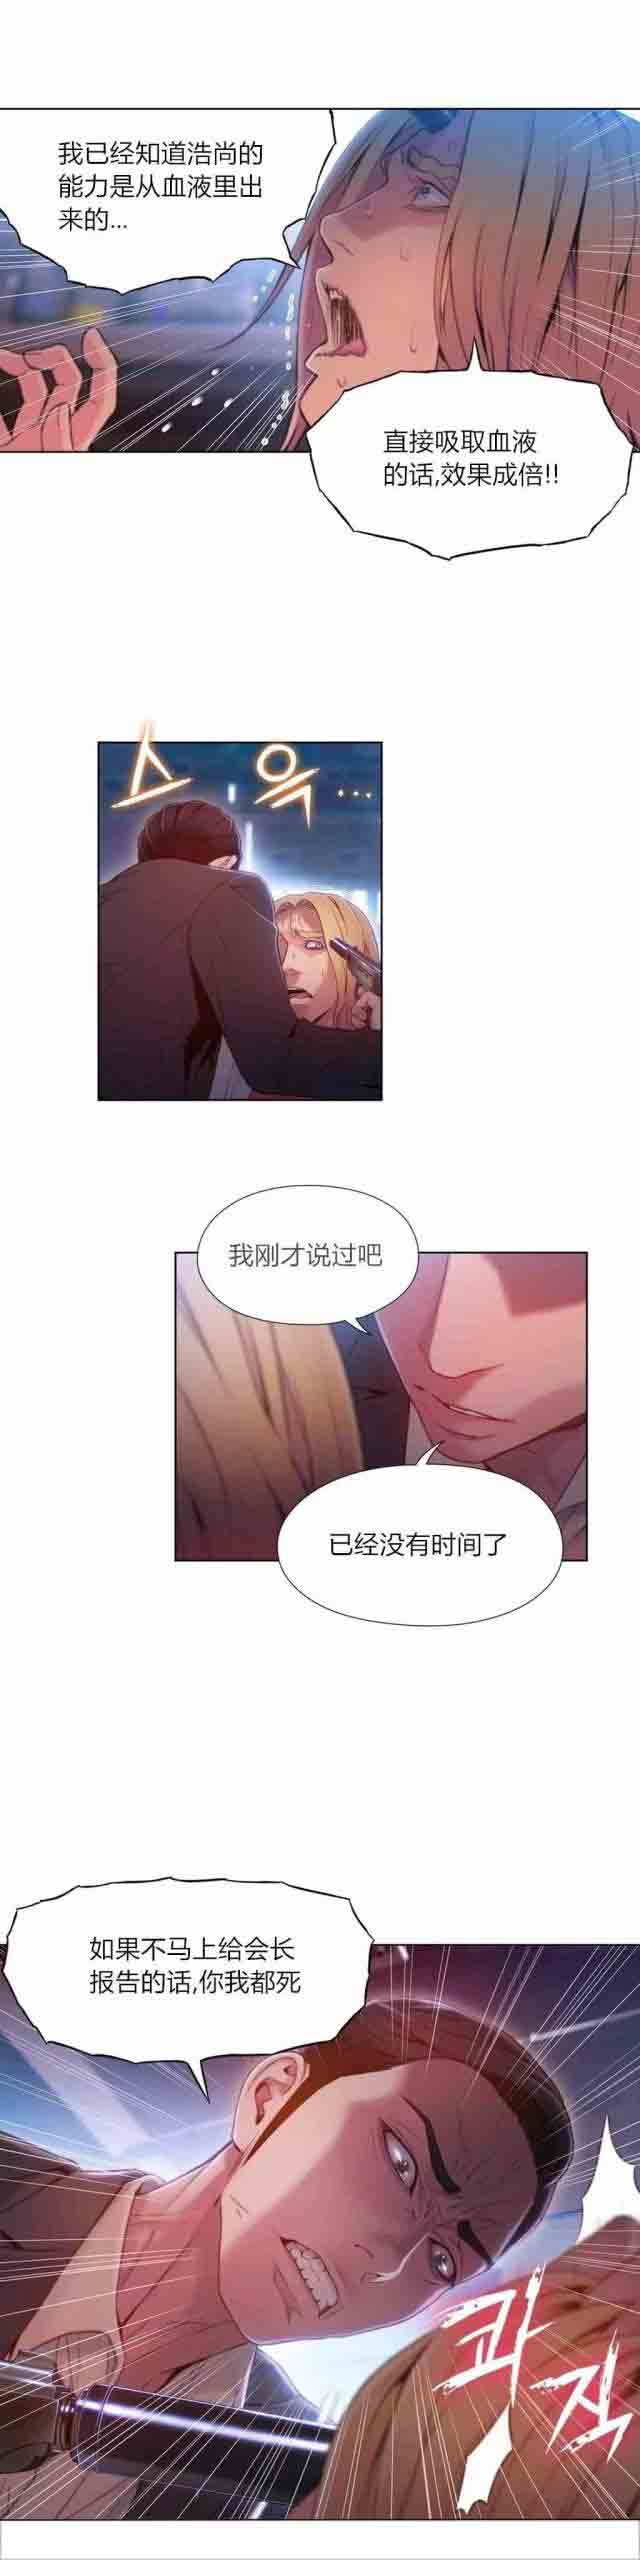 我已经知道浩尚的
能力是从血液里出
来的...
直接吸取血液
的话,效果成倍!!
스윽...
我刚才说过吧
已经没有时间了
如果不马上给会长
报告的话,你我都死
콰직